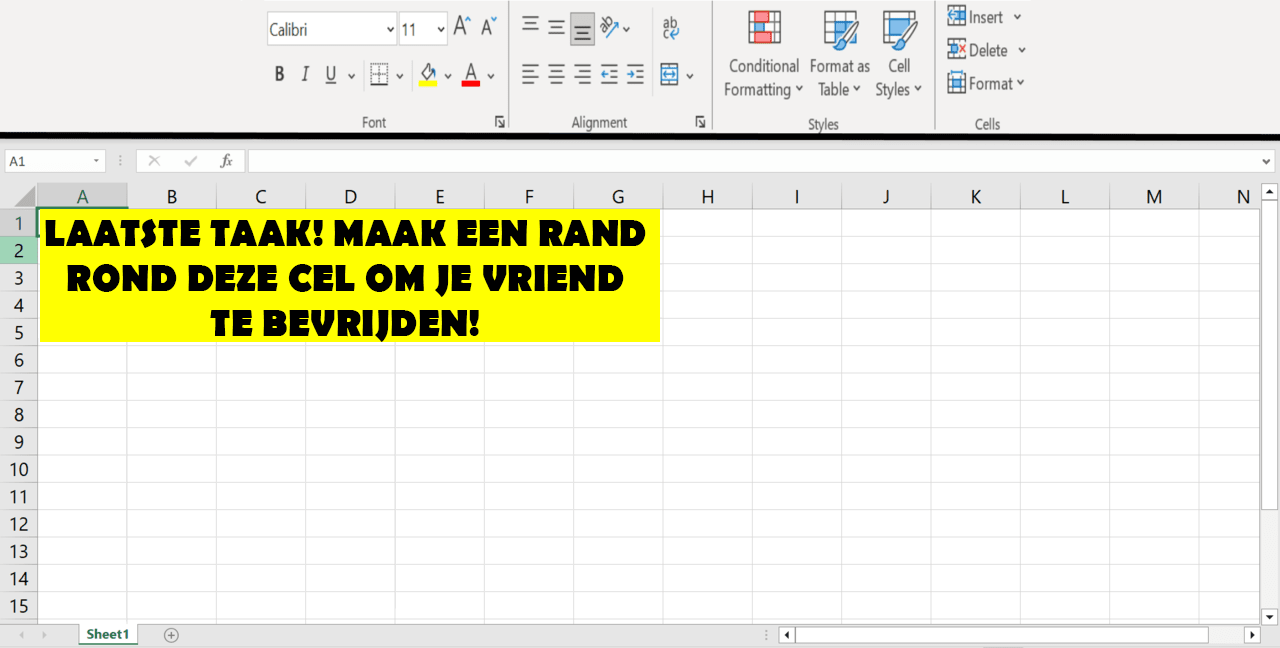 Calibri 11 A A ab c
B I U A
Conditional Formatting Format as Table Cell Styles
Insert
Delete
Format
Font Alignment Styles Cells
A1 fx
A B C D E F G H I J K L M N
1
2
3
4
5
6
7
8
9
10
11
12
13
14
15
LAATSTE TAAK! MAAK EEN RAND
ROND DEZE CEL OM JE VRIEND
TE BEVRIJDEN!
Sheet1